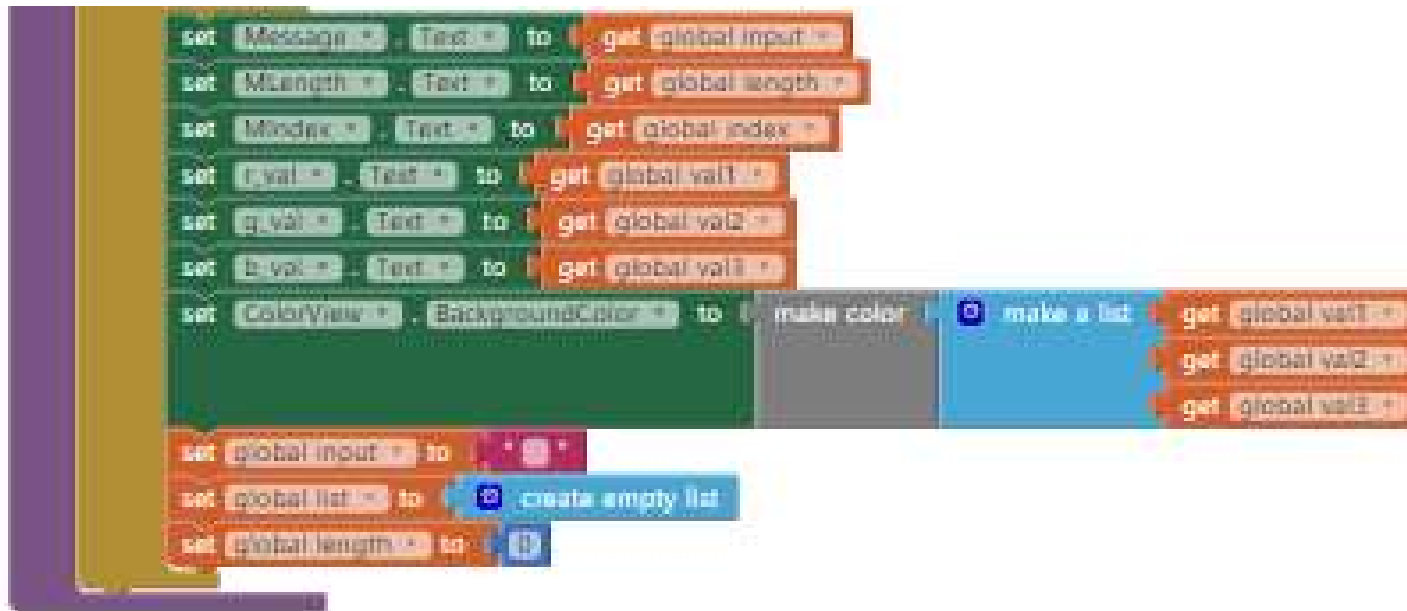 set Message . Text to get global input
set MLength . Text to get global length
set MIndex . Text to get global index
set r_val . Text to get global val1
set g_val . Text to get global val2
set b_val . Text to get global val3
set ColorView . BackgroundColor to make color make a list get global val1
get global val2
get global val3
set global input to " "
set global list to create empty list
set global length to 0